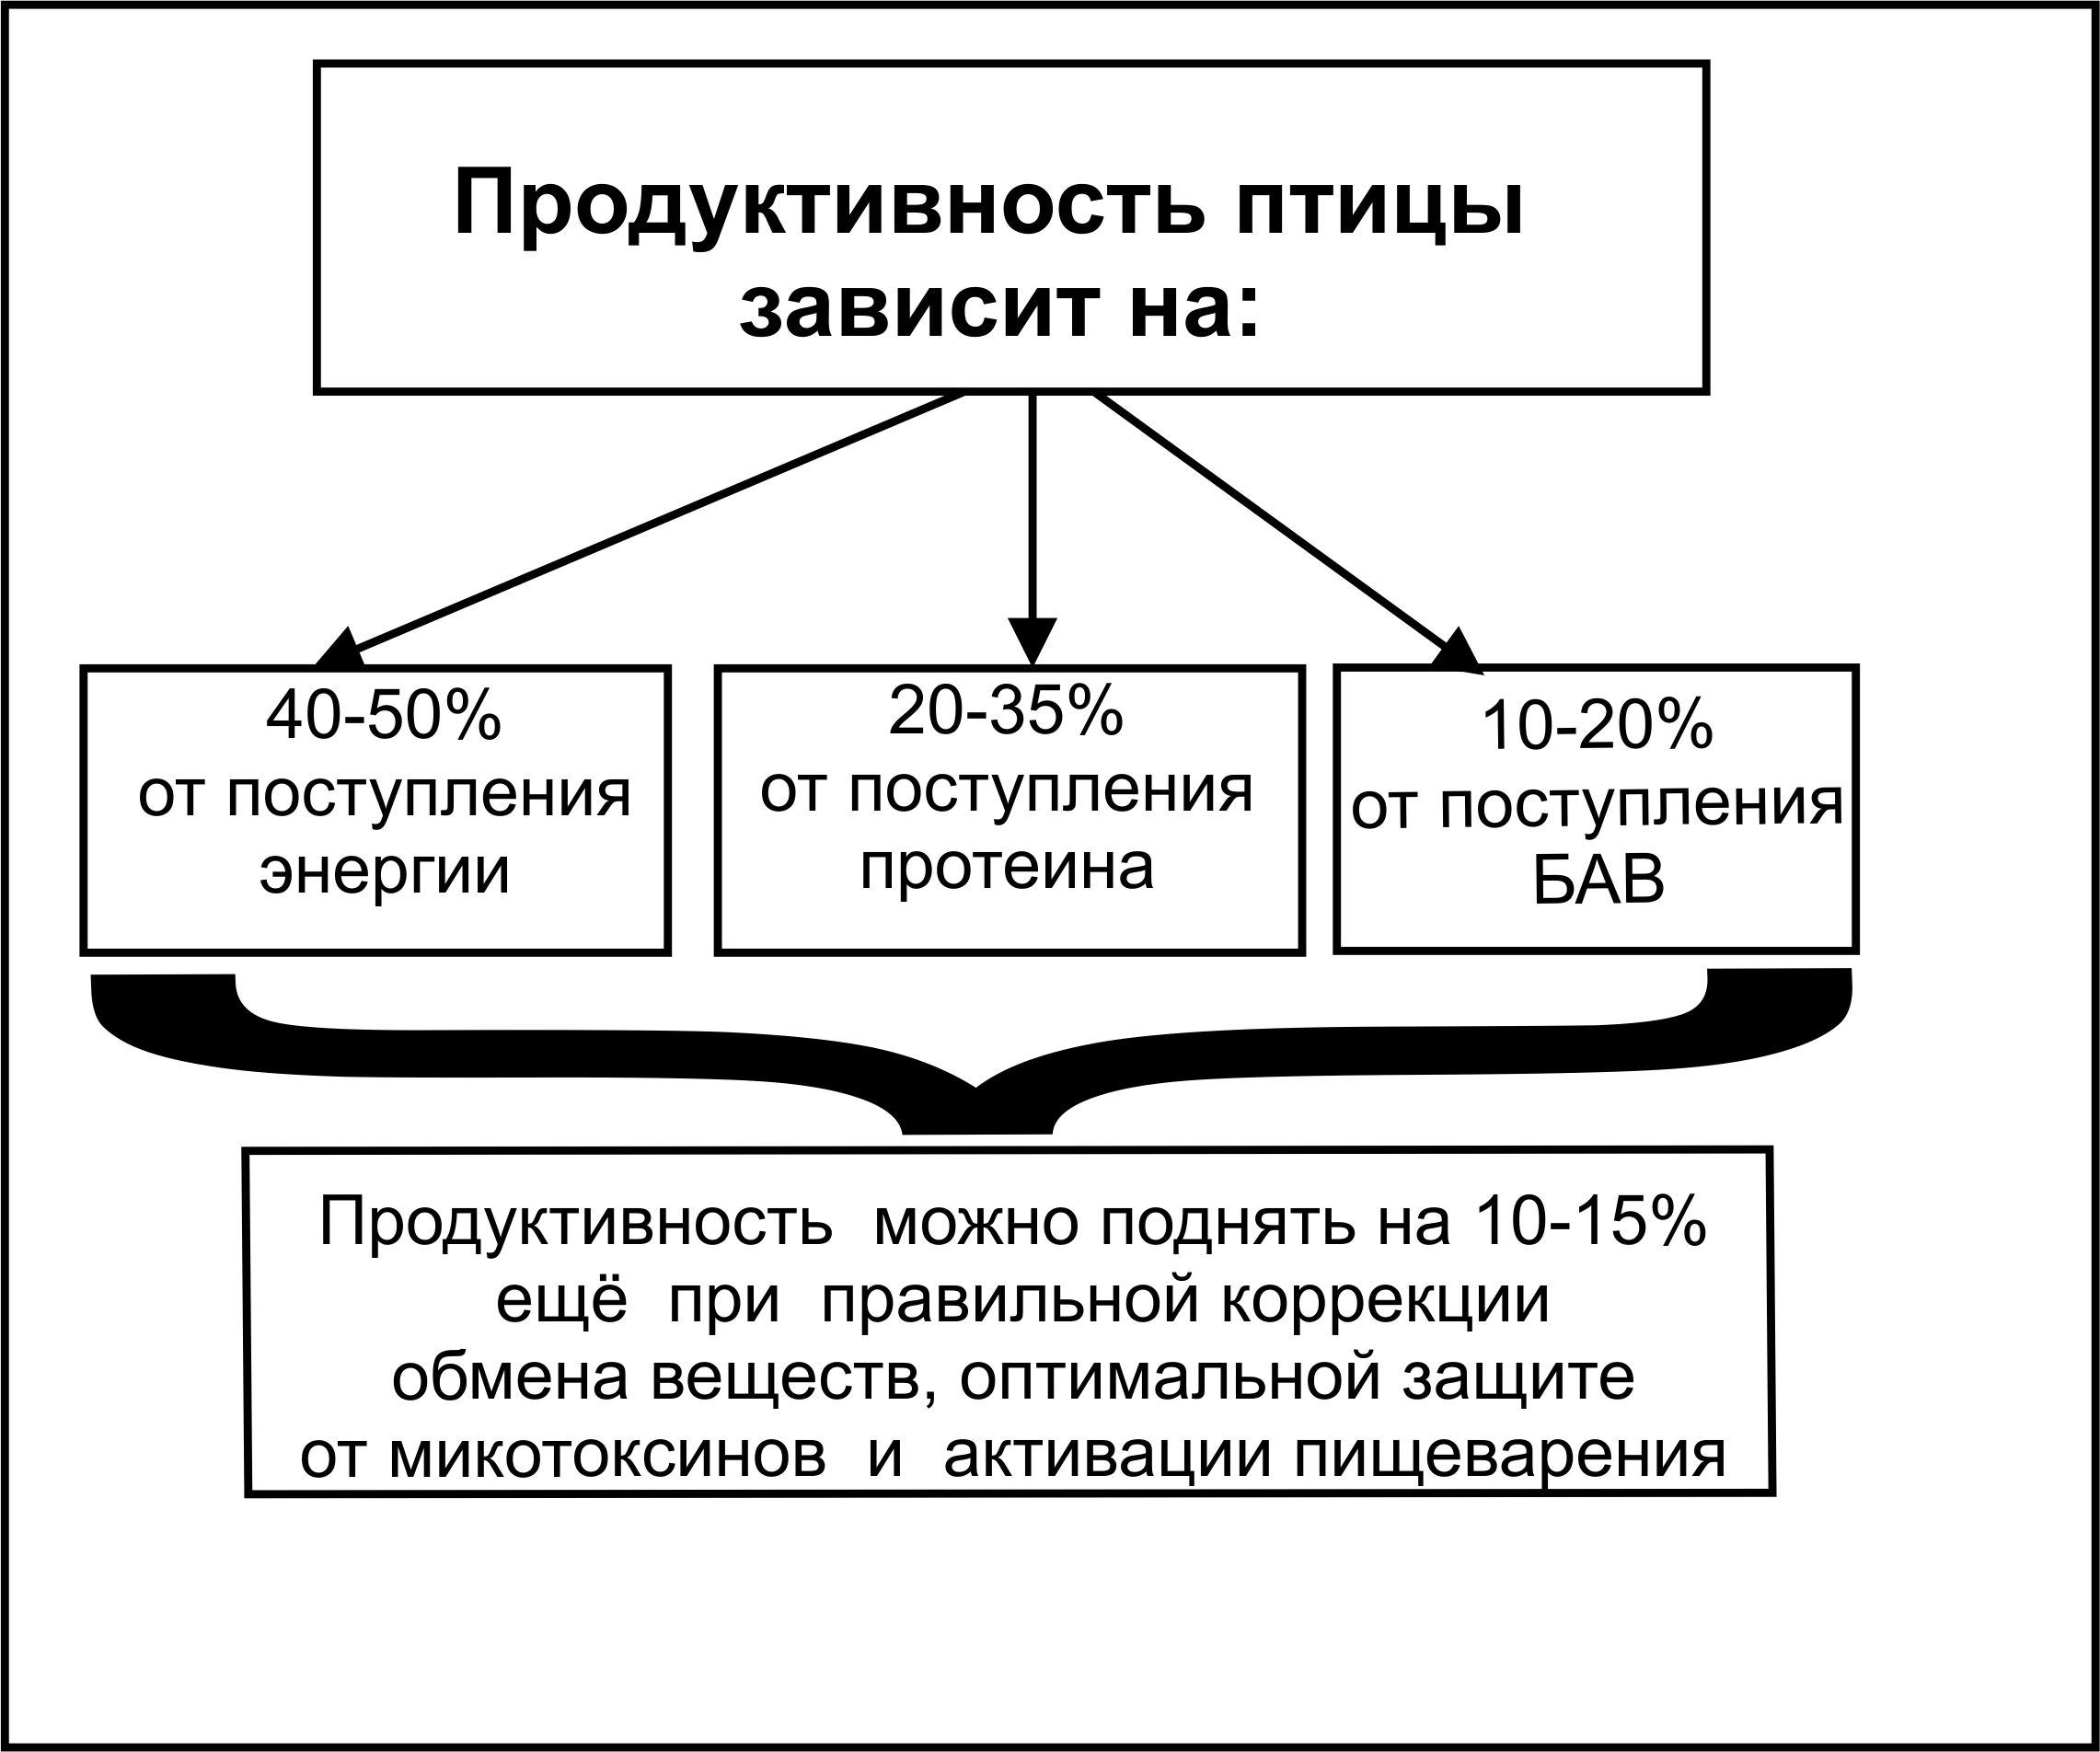 Продуктивность птицы
зависит на:
40-50%
от поступления
энергии
20-35%
от поступления
протеина
10-20%
от поступления
БАВ
Продуктивность можно поднять на 10-15%
ещё при правильной коррекции
обмена веществ, оптимальной защите
от микотоксинов и активации пищеварения